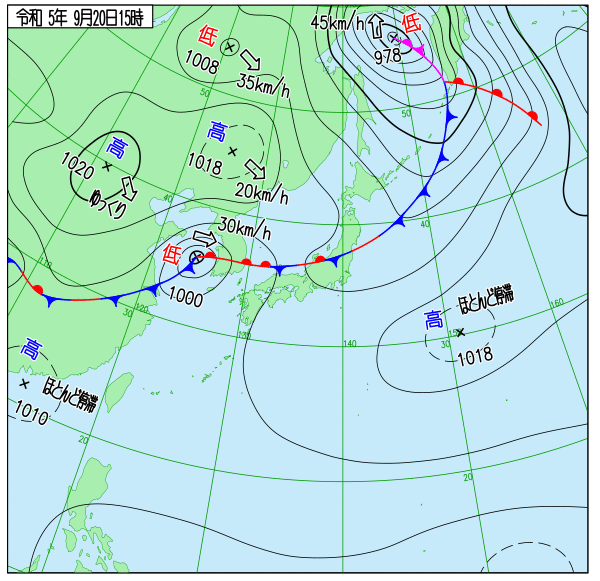 令和 5年 9月20日15時
45km/h
低
978
低
1008
35km/h
50
50
高
1018
20km/h
高
1020
ゆっくり
40
40
30km/h
低
1000
110
120
30
130
140
30
150
160
高
ほとんど停滞
1018
高
ほとんど停滞
1010
20
20